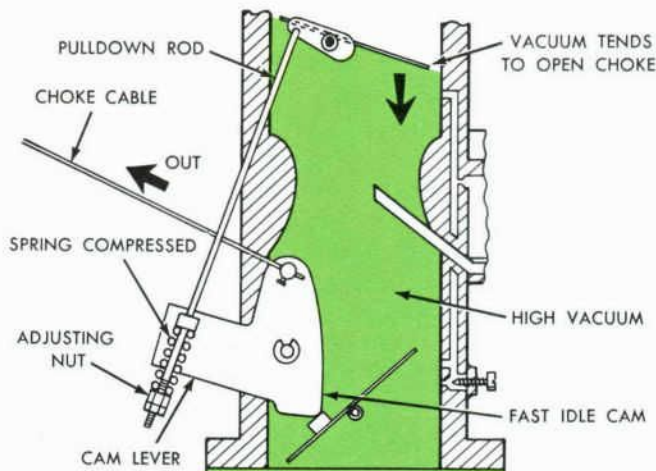 PULLDOWN ROD
CHOKE CABLE
OUT
SPRING COMPRESSED
ADJUSTING
NUT
CAM LEVER
VACUUM TENDS
TO OPEN CHOKE
HIGH VACUUM
FAST IDLE CAM